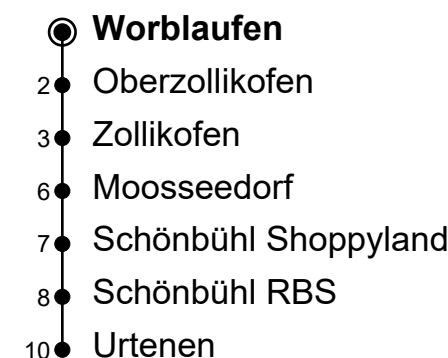 Worblaufen
2 Oberzollikofen
3 Zollikofen
6 Moosseedorf
7 Schönbühl Shoppyland
8 Schönbühl RBS
10 Urtenen